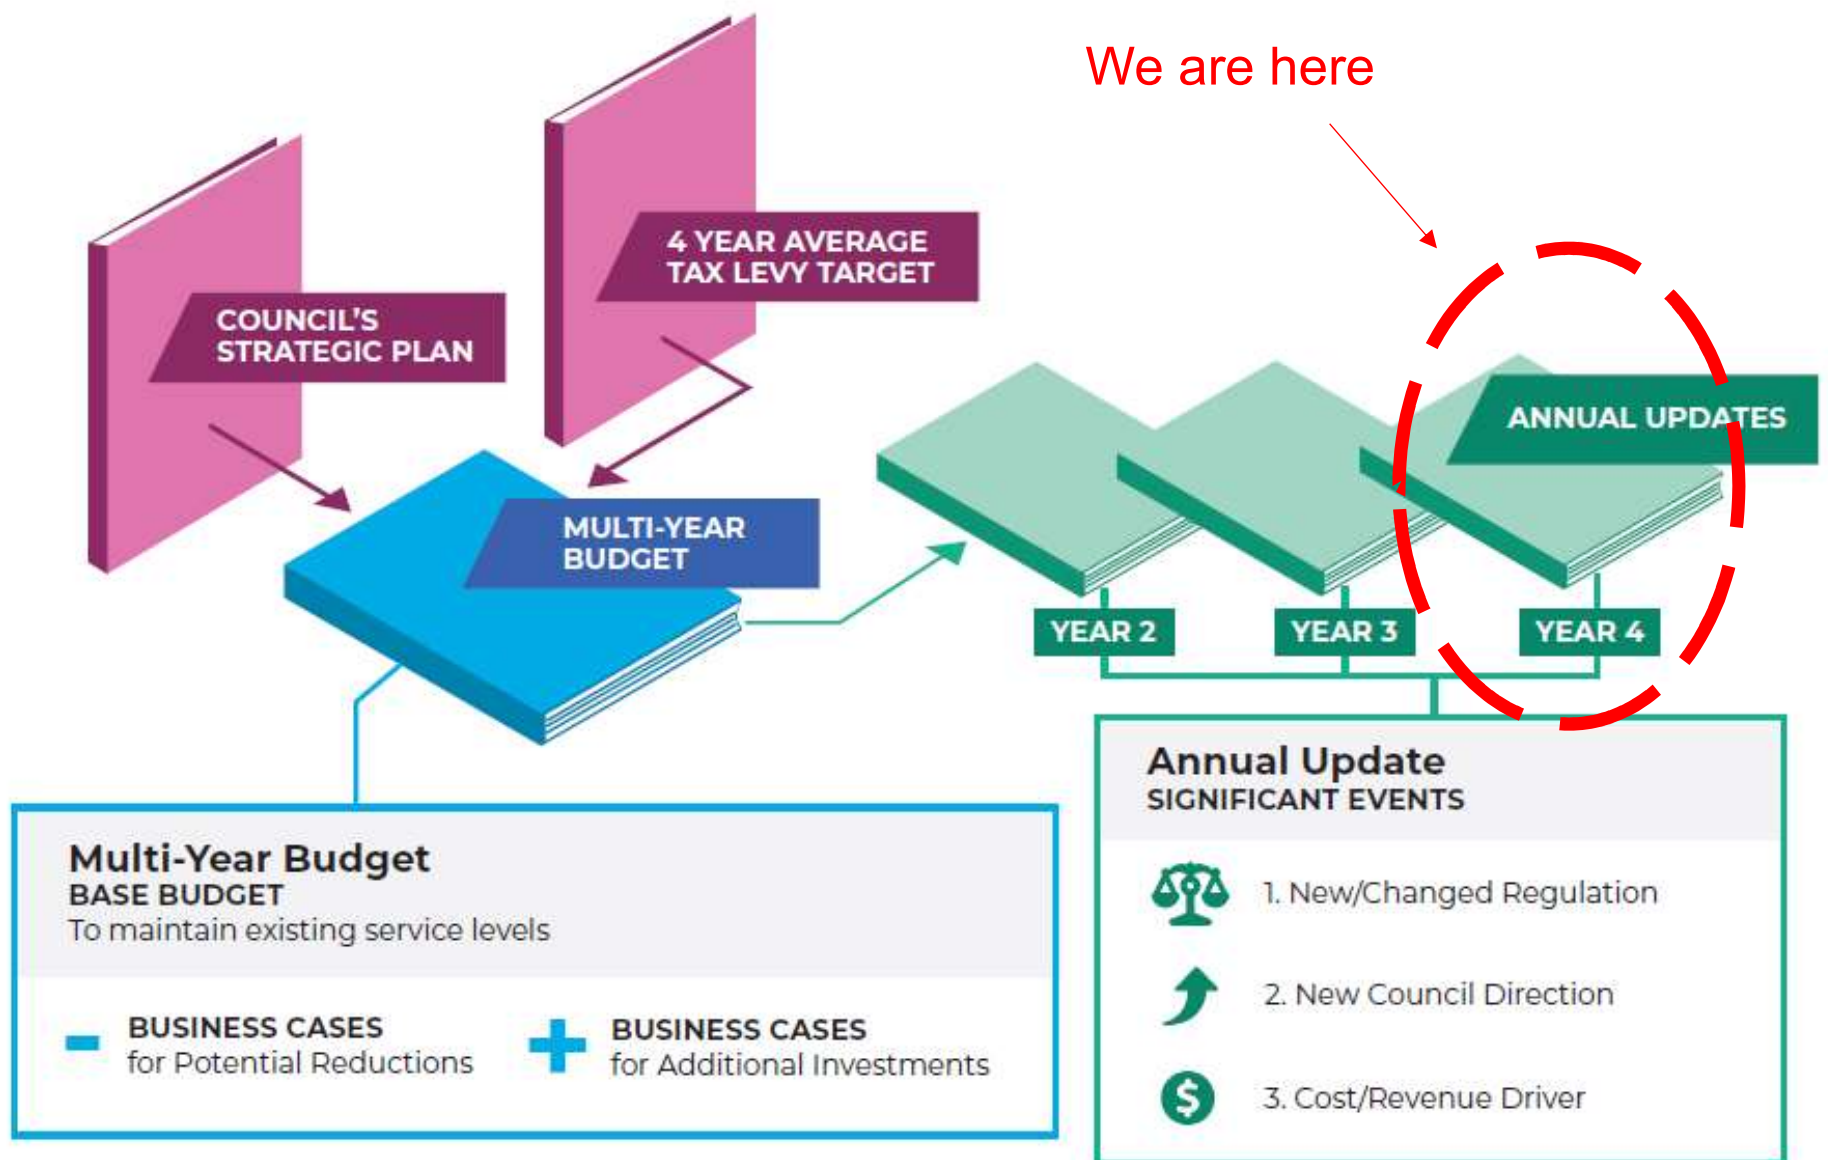 We are here
4 YEAR AVERAGE
TAX LEVY TARGET
COUNCIL'S
STRATEGIC PLAN
ANNUAL UPDATES
MULTI-YEAR
BUDGET
YEAR 2
YEAR 3
YEAR 4
Multi-Year Budget
BASE BUDGET
To maintain existing service levels
BUSINESS CASES
for Potential Reductions
BUSINESS CASES
for Additional Investments
Annual Update
SIGNIFICANT EVENTS
1. New/Changed Regulation
2. New Council Direction
$
3. Cost/Revenue Driver